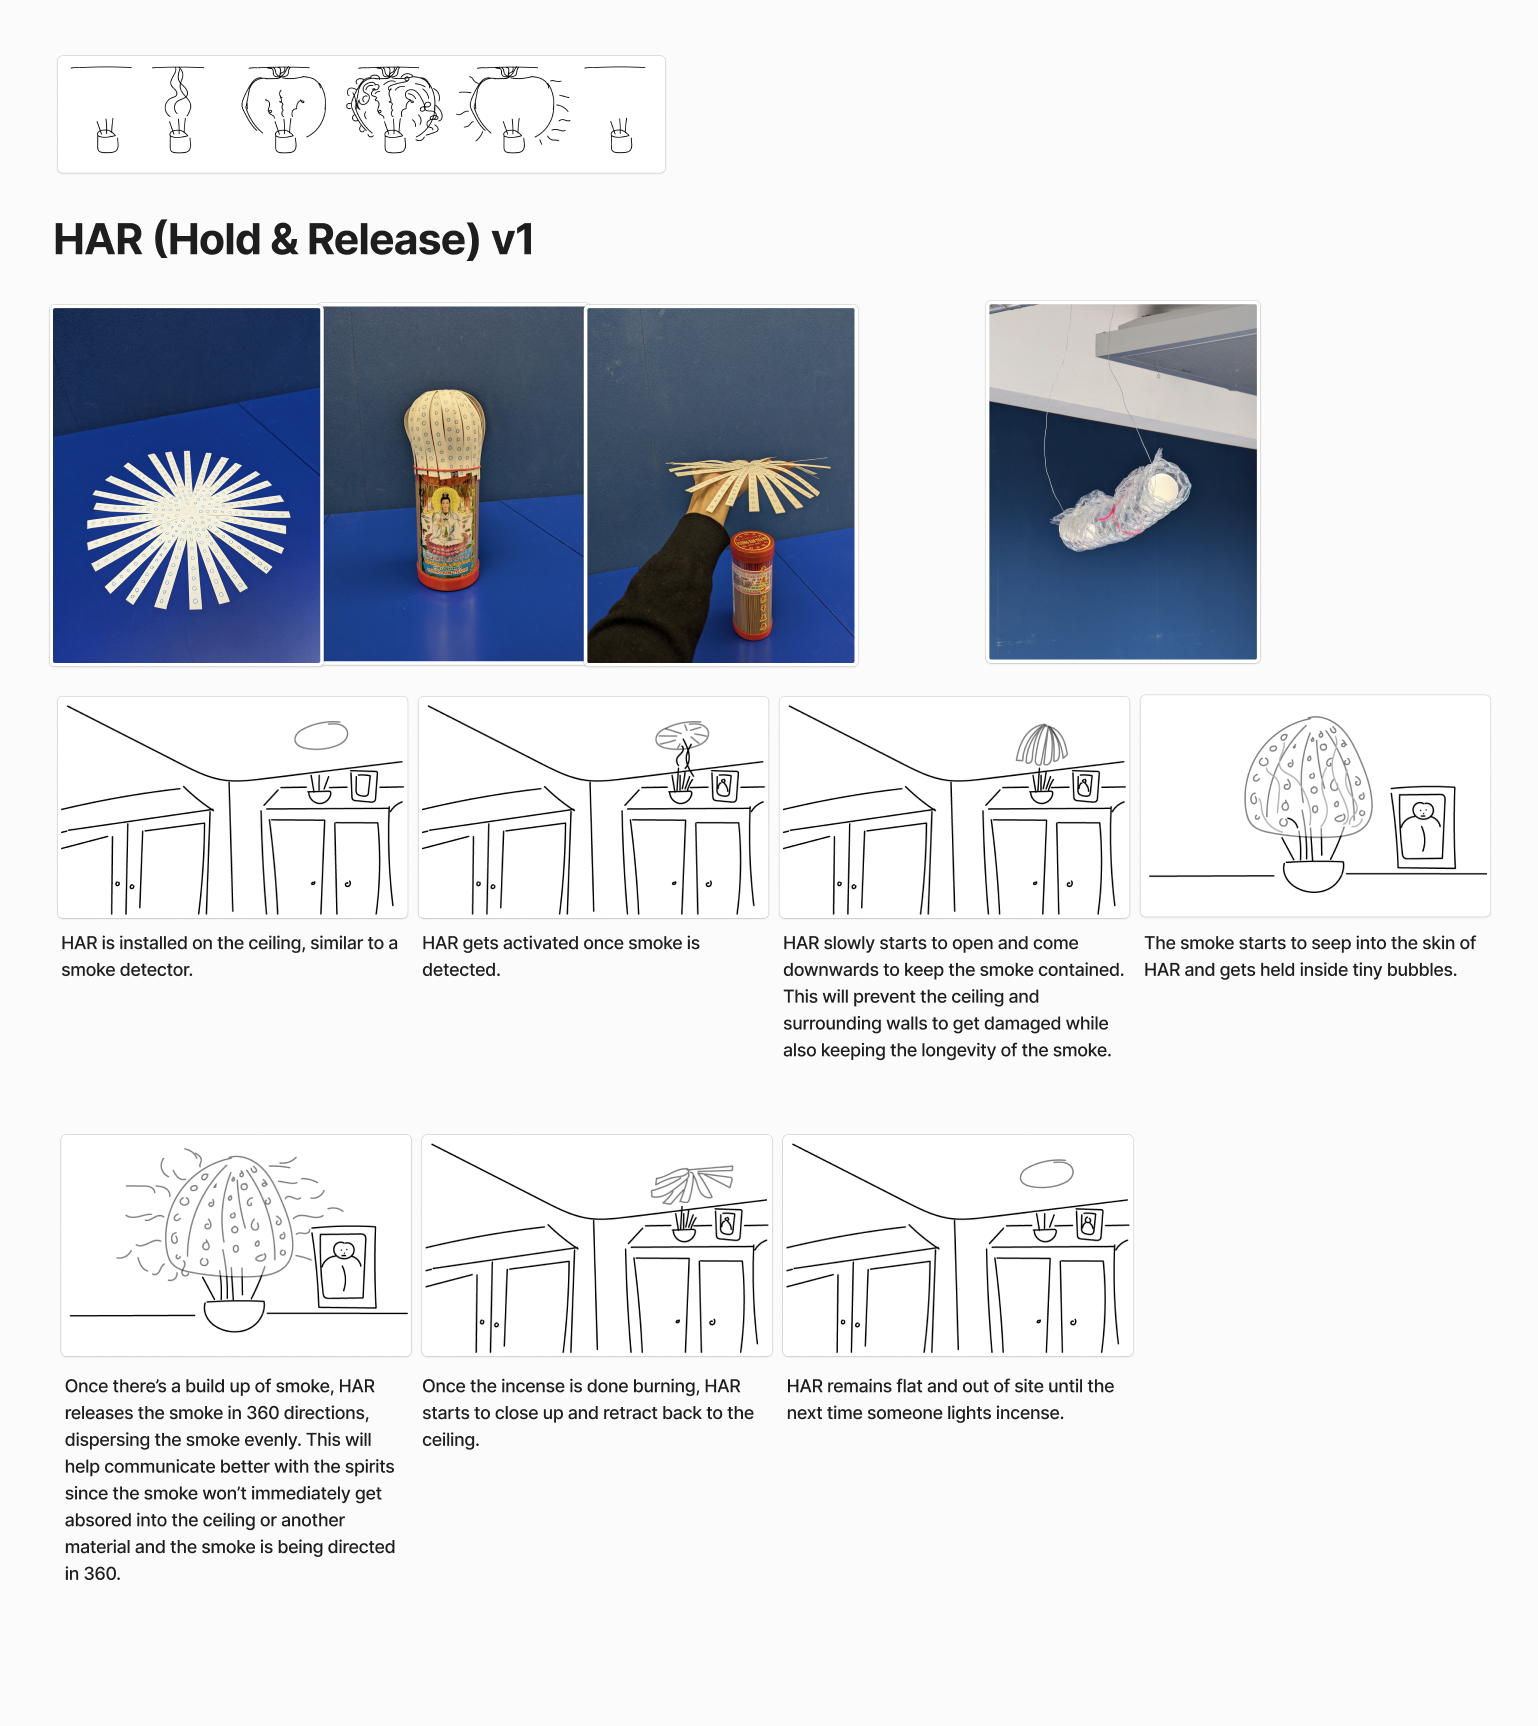 HAR (Hold & Release) v1
HAR is installed on the ceiling, similar to a
smoke detector.
HAR gets activated once smoke is
detected.
HAR slowly starts to open and come
downwards to keep the smoke contained.
This will prevent the ceiling and
surrounding walls to get damaged while
also keeping the longevity of the smoke.
The smoke starts to seep into the skin of
HAR and gets held inside tiny bubbles.
Once there’s a build up of smoke, HAR
releases the smoke in 360 directions,
dispersing the smoke evenly. This will
help communicate better with the spirits
since the smoke won’t immediately get
absored into the ceiling or another
material and the smoke is being directed
in 360.
Once the incense is done burning, HAR
starts to close up and retract back to the
ceiling.
HAR remains flat and out of site until the
next time someone lights incense.